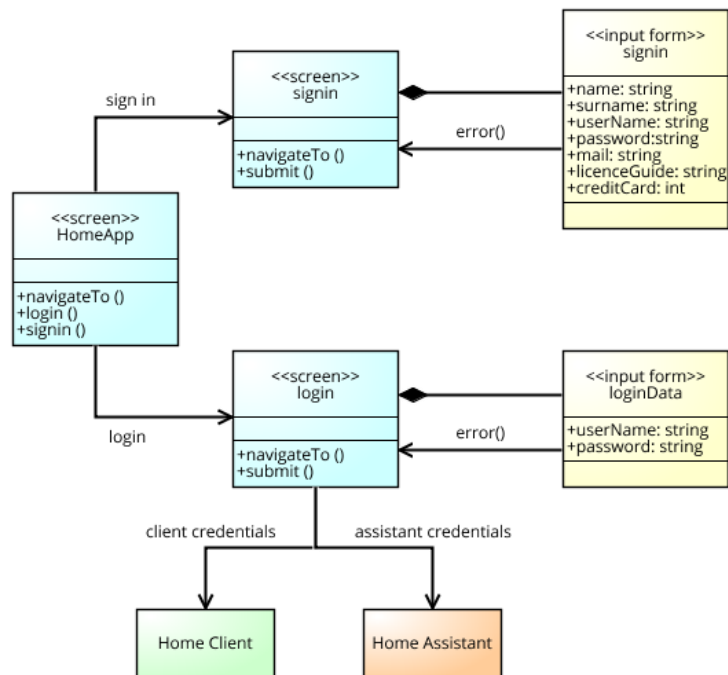 <<screen>>
signin
+navigateTo ()
+submit ()
<<input form>>
signin
+name: string
+surname: string
+userName: string
+password:string
+mail: string
+licenceGuide: string
+creditCard: int
sign in
error()
<<screen>>
HomeApp
+navigateTo ()
+login ()
+signin ()
login
<<screen>>
login
+navigateTo ()
+submit ()
error()
<<input form>>
loginData
+userName: string
+password: string
client credentials
assistant credentials
Home Client
Home Assistant